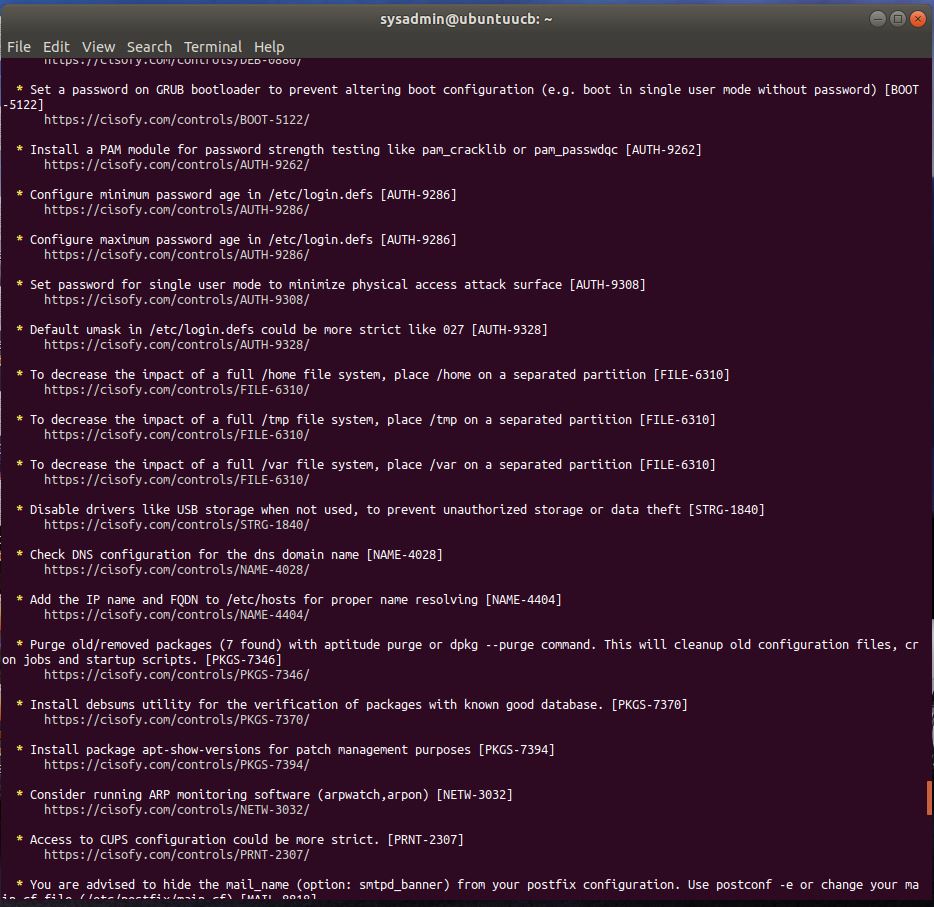 sysadmin@ubuntuucb: ~
File Edit View Search Terminal Help
https://cisofy.com/controls/DEB-0880/
* Set a password on GRUB bootloader to prevent altering boot configuration (e.g. boot in single user mode without password) [BOOT
-5122]
https://cisofy.com/controls/BOOT-5122/
* Install a PAM module for password strength testing like pam_cracklib or pam_passwdqc [AUTH-9262]
https://cisofy.com/controls/AUTH-9262/
* Configure minimum password age in /etc/login.defs [AUTH-9286]
https://cisofy.com/controls/AUTH-9286/
* Configure maximum password age in /etc/login.defs [AUTH-9286]
https://cisofy.com/controls/AUTH-9286/
* Set password for single user mode to minimize physical access attack surface [AUTH-9308]
https://cisofy.com/controls/AUTH-9308/
* Default umask in /etc/login.defs could be more strict like 027 [AUTH-9328]
https://cisofy.com/controls/AUTH-9328/
* To decrease the impact of a full /home file system, place /home on a separated partition [FILE-6310]
https://cisofy.com/controls/FILE-6310/
* To decrease the impact of a full /tmp file system, place /tmp on a separated partition [FILE-6310]
https://cisofy.com/controls/FILE-6310/
* To decrease the impact of a full /var file system, place /var on a separated partition [FILE-6310]
https://cisofy.com/controls/FILE-6310/
* Disable drivers like USB storage when not used, to prevent unauthorized storage or data theft [STRG-1840]
https://cisofy.com/controls/STRG-1840/
* Check DNS configuration for the dns domain name [NAME-4028]
https://cisofy.com/controls/NAME-4028/
* Add the IP name and FQDN to /etc/hosts for proper name resolving [NAME-4404]
https://cisofy.com/controls/NAME-4404/
* Purge old/removed packages (7 found) with aptitude purge or dpkg --purge command. This will cleanup old configuration files, cr
on jobs and startup scripts. [PKGS-7346]
https://cisofy.com/controls/PKGS-7346/
* Install debsums utility for the verification of packages with known good database. [PKGS-7370]
https://cisofy.com/controls/PKGS-7370/
* Install package apt-show-versions for patch management purposes [PKGS-7394]
https://cisofy.com/controls/PKGS-7394/
* Consider running ARP monitoring software (arpwatch,arpon) [NETW-3032]
https://cisofy.com/controls/NETW-3032/
* Access to CUPS configuration could be more strict. [PRNT-2307]
https://cisofy.com/controls/PRNT-2307/
* You are advised to hide the mail_name (option: smtpd_banner) from your postfix configuration. Use postconf -e or change your ma
in.cf file (/etc/postfix/main.cf) [MAIL-8818]